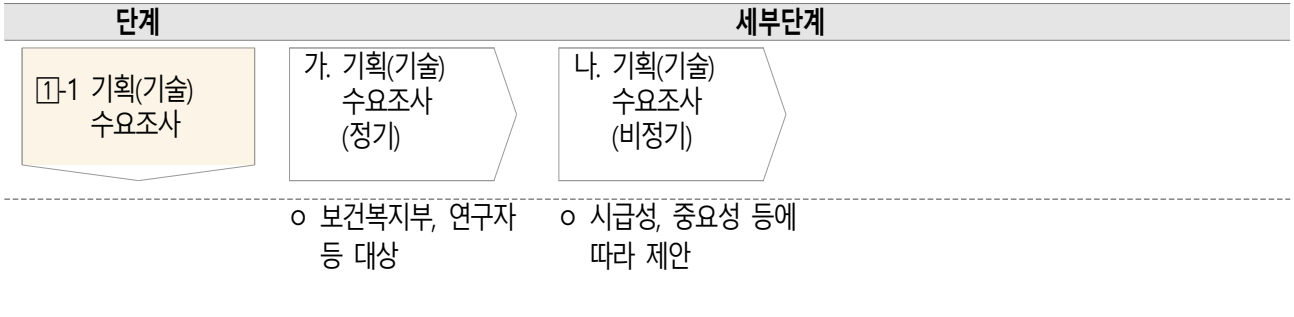 단계 세부단계
1-1 기획(기술)
수요조사
가. 기획(기술)
수요조사
(정기)
나. 기획(기술)
수요조사
(비정기)
ㅇ 보건복지부, 연구자
등 대상
ㅇ 시급성, 중요성 등에
따라 제안